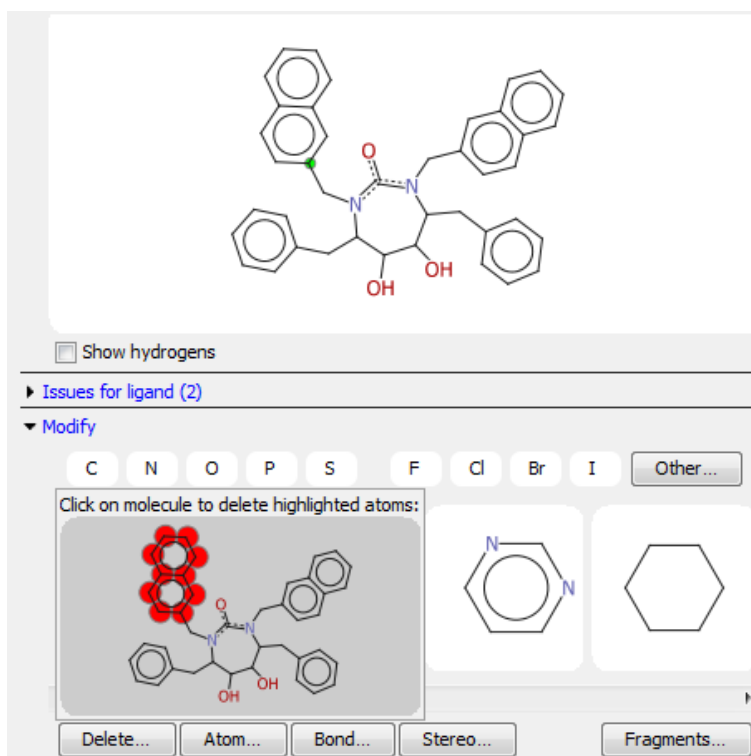 O
N
N
OH
OH
Show hydrogens
Issues for ligand (2)
Modify
C N O P S F Cl Br I Other...
Click on molecule to delete highlighted atoms:
O
N
N
OH
OH
N
N
Delete... Atom... Bond... Stereo... Fragments...